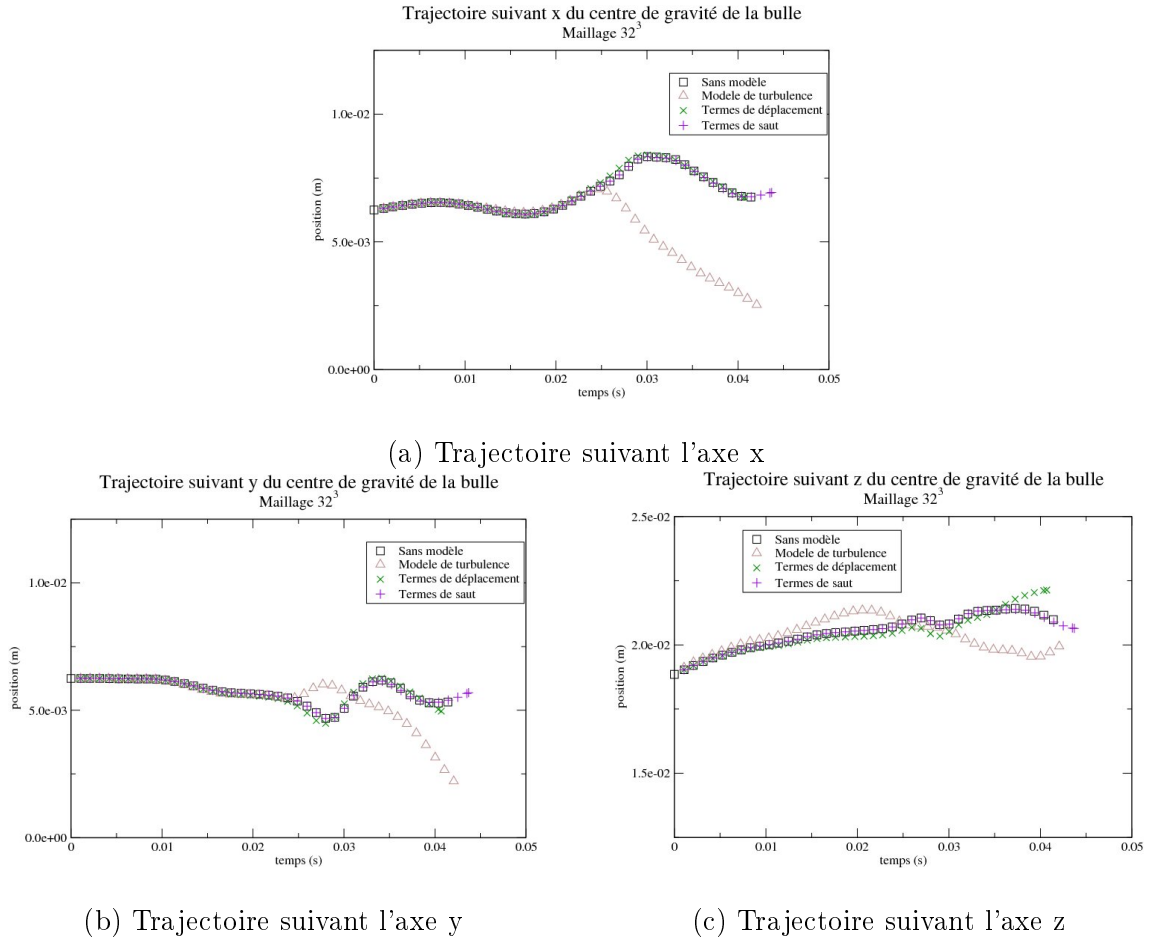 Trajectoire suivant x du centre de gravité de la bulle
Maillage 32³
Sans modèle
Modele de turbulence
Termes de déplacement
Termes de saut
1.0e-02
5.0e-03
0.0e+00
position (m)
0
0.01
0.02
0.03
0.04
0.05
temps (s)
(a) Trajectoire suivant l'axe x
Trajectoire suivant y du centre de gravité de la bulle
Maillage 32³
Sans modèle
Modele de turbulence
Termes de déplacement
Termes de saut
1.0e-02
5.0e-03
0.0e+00
position (m)
0
0.01
0.02
0.03
0.04
0.05
temps (s)
(b) Trajectoire suivant l'axe y
Trajectoire suivant z du centre de gravité de la bulle
Maillage 32³
Sans modèle
Modele de turbulence
Termes de déplacement
Termes de saut
2.5e-02
2.0e-02
1.5e-02
position (m)
0
0.01
0.02
0.03
0.04
0.05
temps (s)
(c) Trajectoire suivant l'axe z